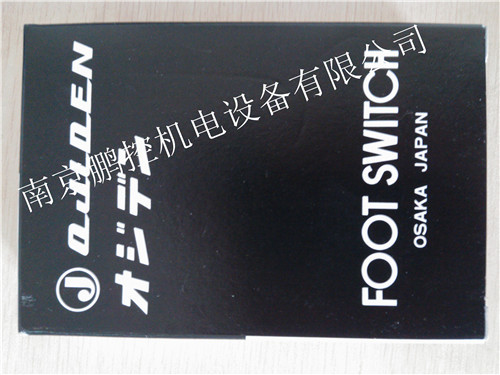 OJIDEN
オジデン
FOOT SWITCH
OSAKA JAPAN
南京鹏控机电设备有限公司